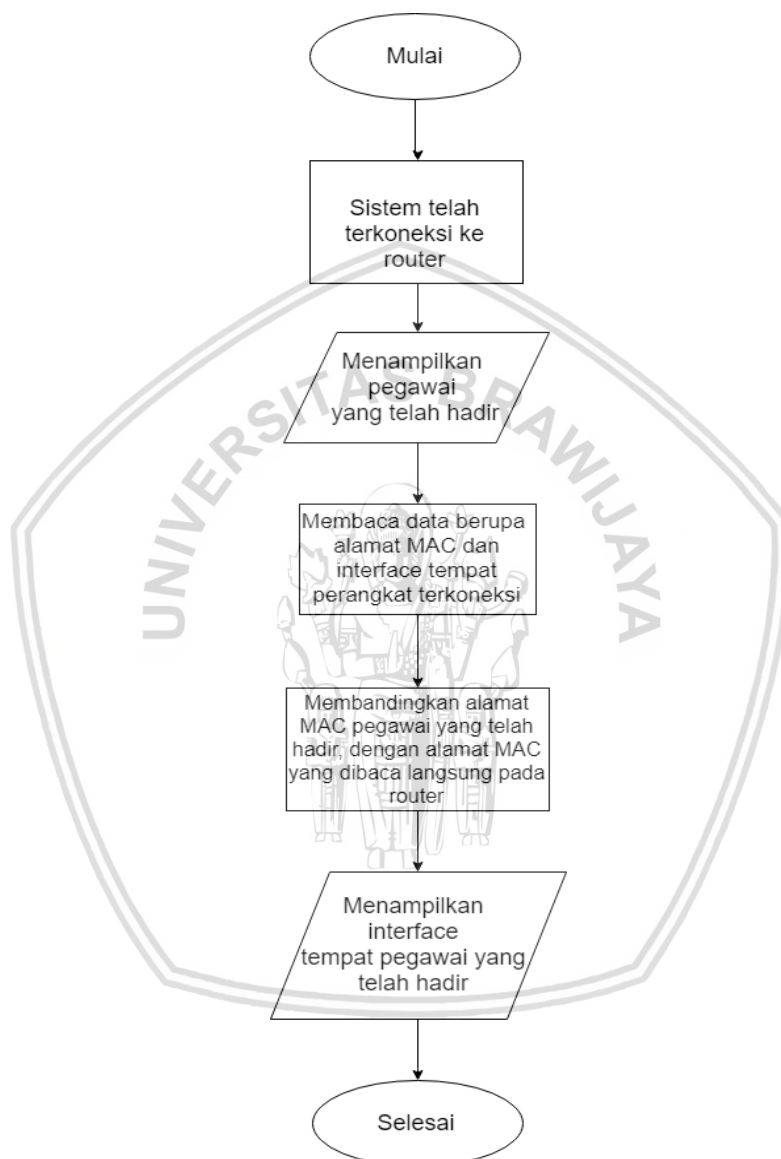 Mulai
Sistem telah
terkoneksi ke
router
Menampilkan
pegawai
yang telah hadir
UNIVERSITAS BRAWIJAYA
Membaca data berupa
alamat MAC dan
interface tempat
perangkat terkoneksi
Membandingkan alamat
MAC pegawai yang telah
hadir, dengan alamat MAC
yang dibaca langsung pada
router
Menampilkan
interface
tempat pegawai yang
telah hadir
Selesai